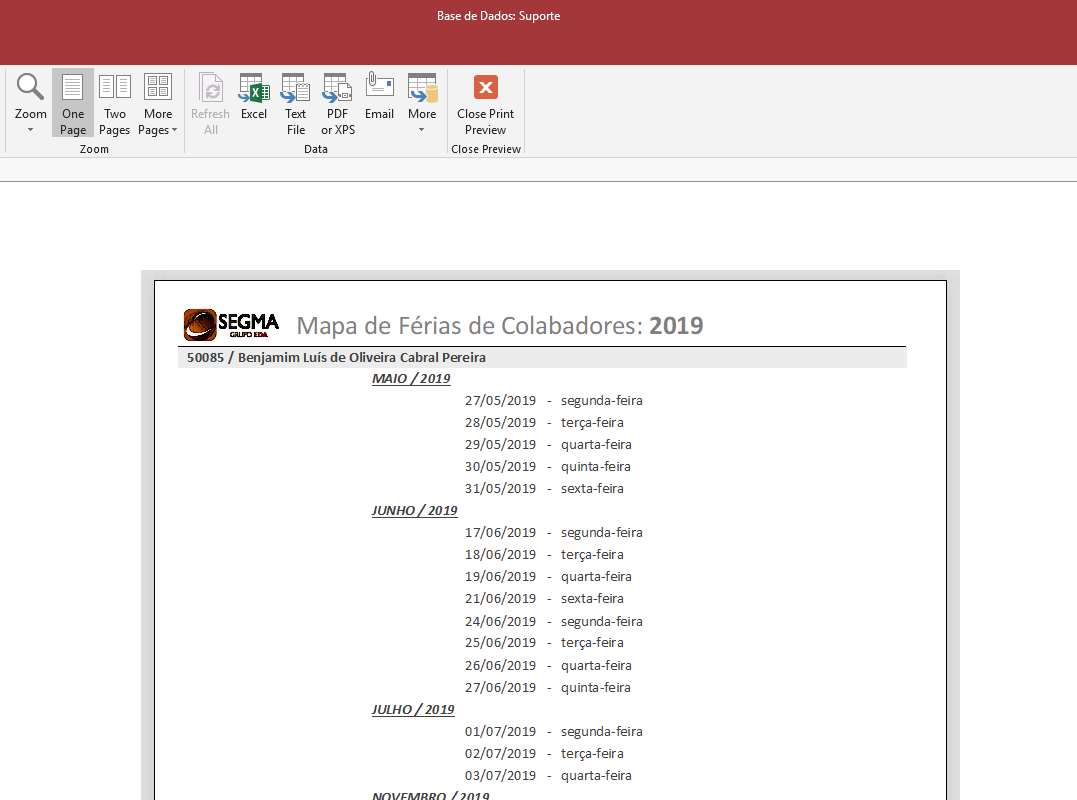 Base de Dados: Suporte
Zoom
One Page
Two Pages
More Pages
Refresh All
Excel
Text File
PDF or XPS
Email
More
Close Print Preview
Zoom
Data
Close Preview
SEGMA
GRUPO EDA
Mapa de Férias de Colabadores: 2019
50085 / Benjamim Luís de Oliveira Cabral Pereira
MAIO / 2019
27/05/2019 - segunda-feira
28/05/2019 - terça-feira
29/05/2019 - quarta-feira
30/05/2019 - quinta-feira
31/05/2019 - sexta-feira
JUNHO / 2019
17/06/2019 - segunda-feira
18/06/2019 - terça-feira
19/06/2019 - quarta-feira
21/06/2019 - sexta-feira
24/06/2019 - segunda-feira
25/06/2019 - terça-feira
26/06/2019 - quarta-feira
27/06/2019 - quinta-feira
JULHO / 2019
01/07/2019 - segunda-feira
02/07/2019 - terça-feira
03/07/2019 - quarta-feira
NOVEMBRO / 2019